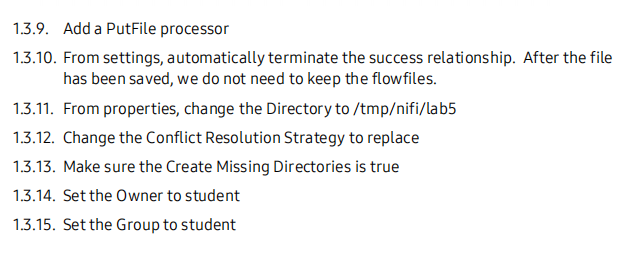 1.3.9. Add a PutFile processor
1.3.10. From settings, automatically terminate the success relationship. After the file
has been saved, we do not need to keep the flowfiles.
1.3.11. From properties, change the Directory to /tmp/nifi/lab5
1.3.12. Change the Conflict Resolution Strategy to replace
1.3.13. Make sure the Create Missing Directories is true
1.3.14. Set the Owner to student
1.3.15. Set the Group to student